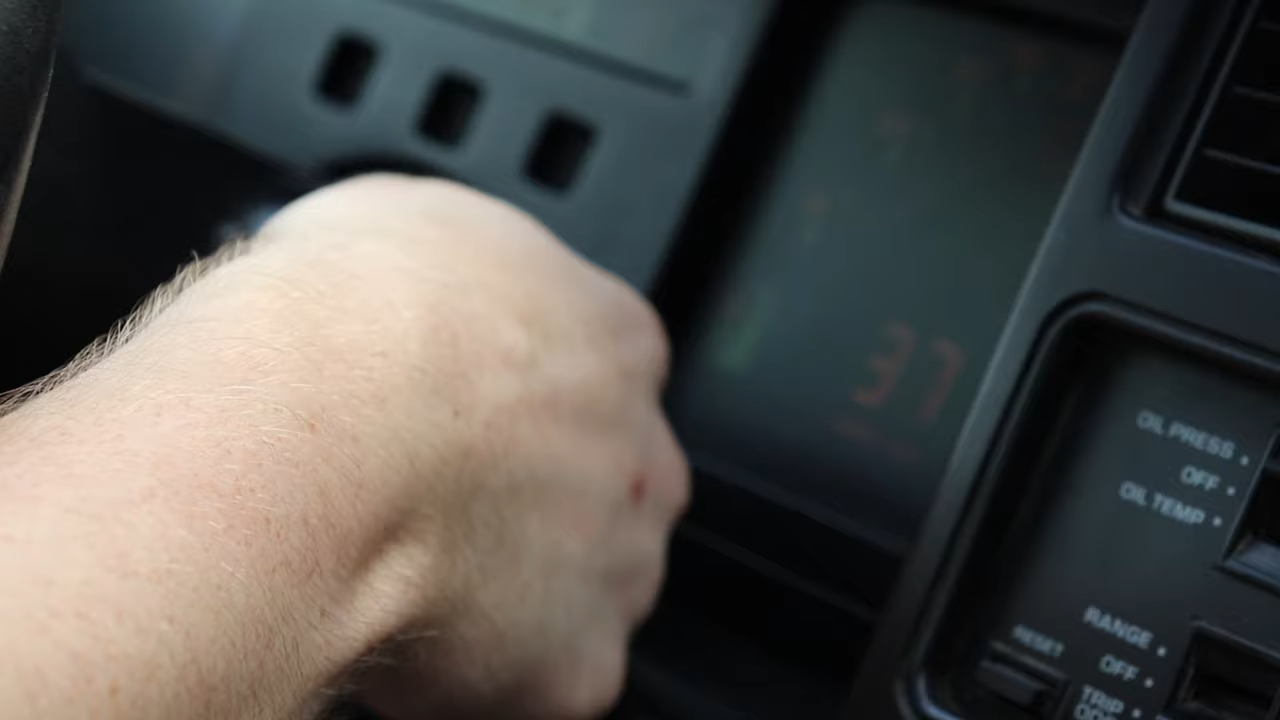 37
OIL PRESS
OFF
OIL TEMP
RANGE
RESET
OFF
TRIP